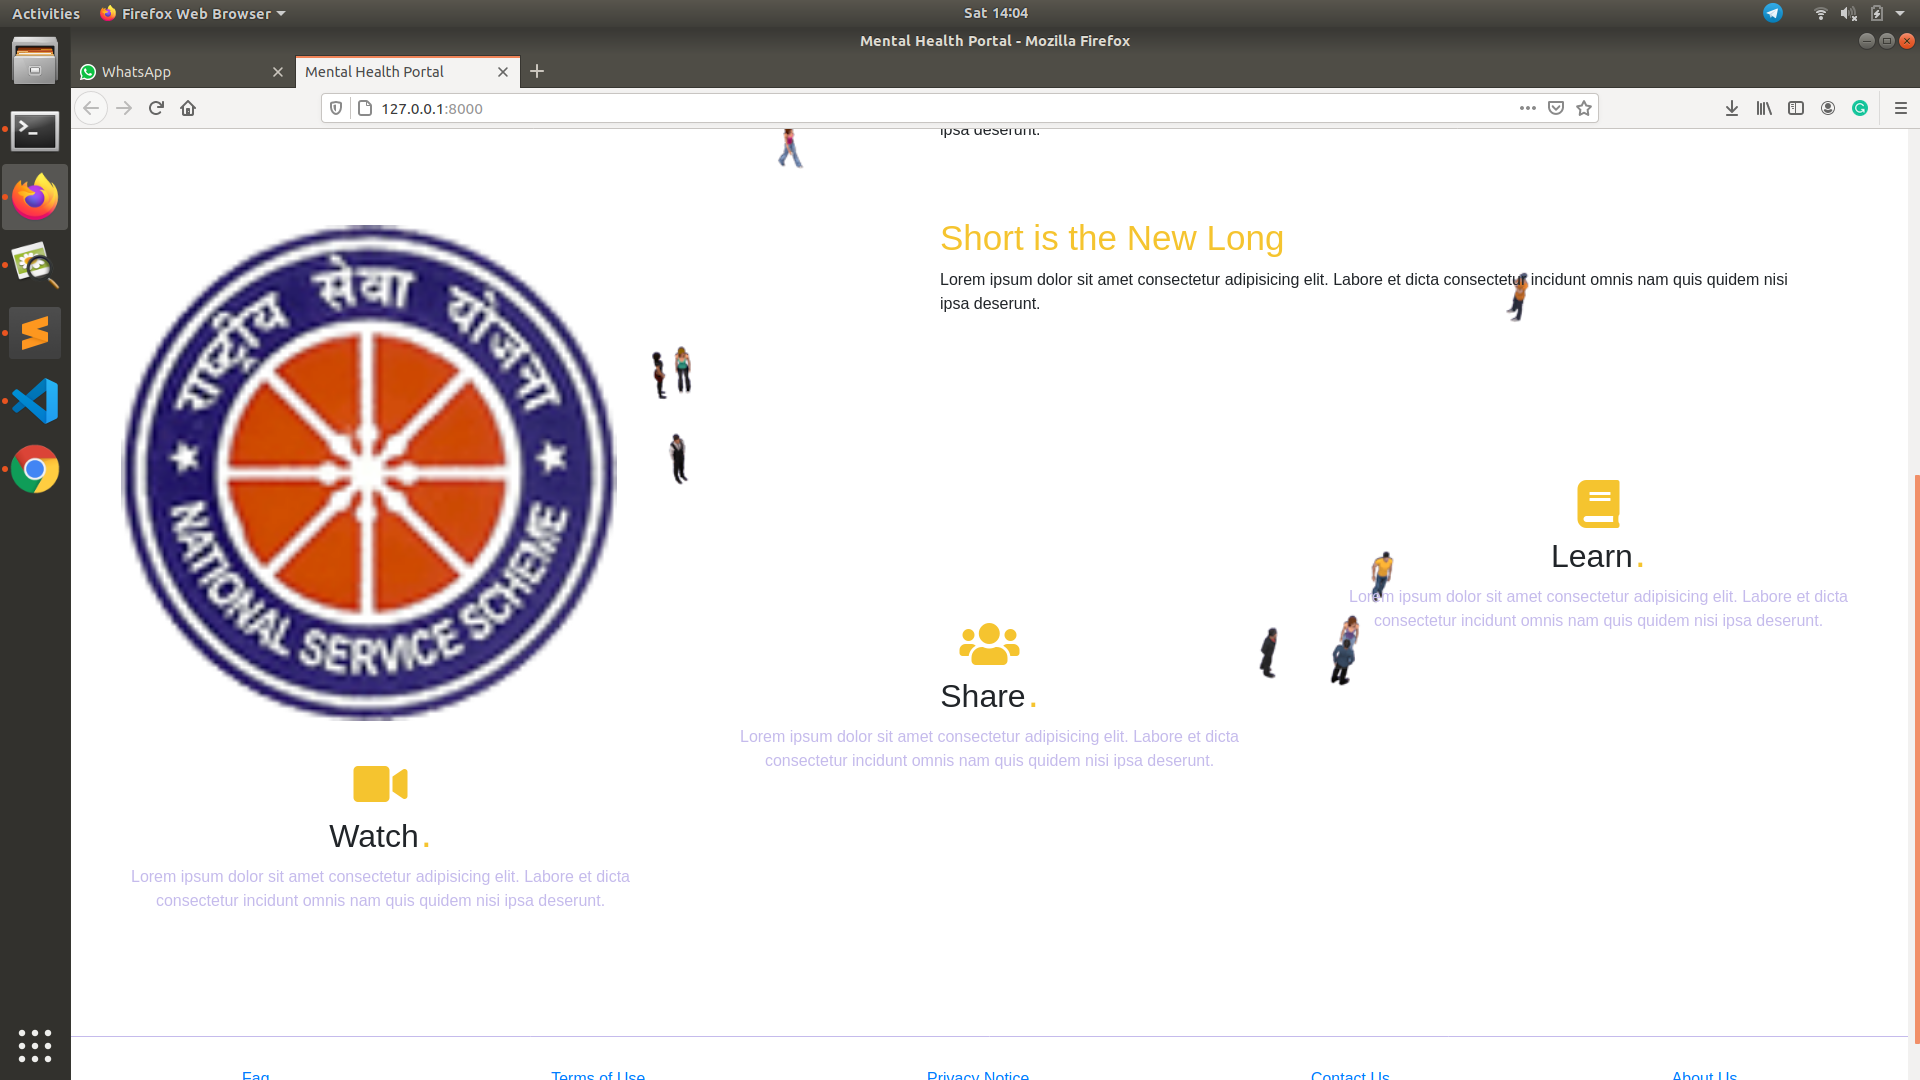 Activities
Firefox Web Browser
Sat 14:04
Mental Health Portal - Mozilla Firefox
WhatsApp
Mental Health Portal
127.0.0.1:8000
ipsa deserunt.
राष्ट्रीय सेवा योजना
NATIONAL SERVICE SCHEME
Short is the New Long
Lorem ipsum dolor sit amet consectetur adipisicing elit. Labore et dicta consectetur incidunt omnis nam quis quidem nisi
ipsa deserunt.
Learn.
Lorem ipsum dolor sit amet consectetur adipisicing elit. Labore et dicta
consectetur incidunt omnis nam quis quidem nisi ipsa deserunt.
Share.
Lorem ipsum dolor sit amet consectetur adipisicing elit. Labore et dicta
consectetur incidunt omnis nam quis quidem nisi ipsa deserunt.
Watch.
Lorem ipsum dolor sit amet consectetur adipisicing elit. Labore et dicta
consectetur incidunt omnis nam quis quidem nisi ipsa deserunt.
Faq
Terms of Use
Privacy Notice
Contact Us
About Us